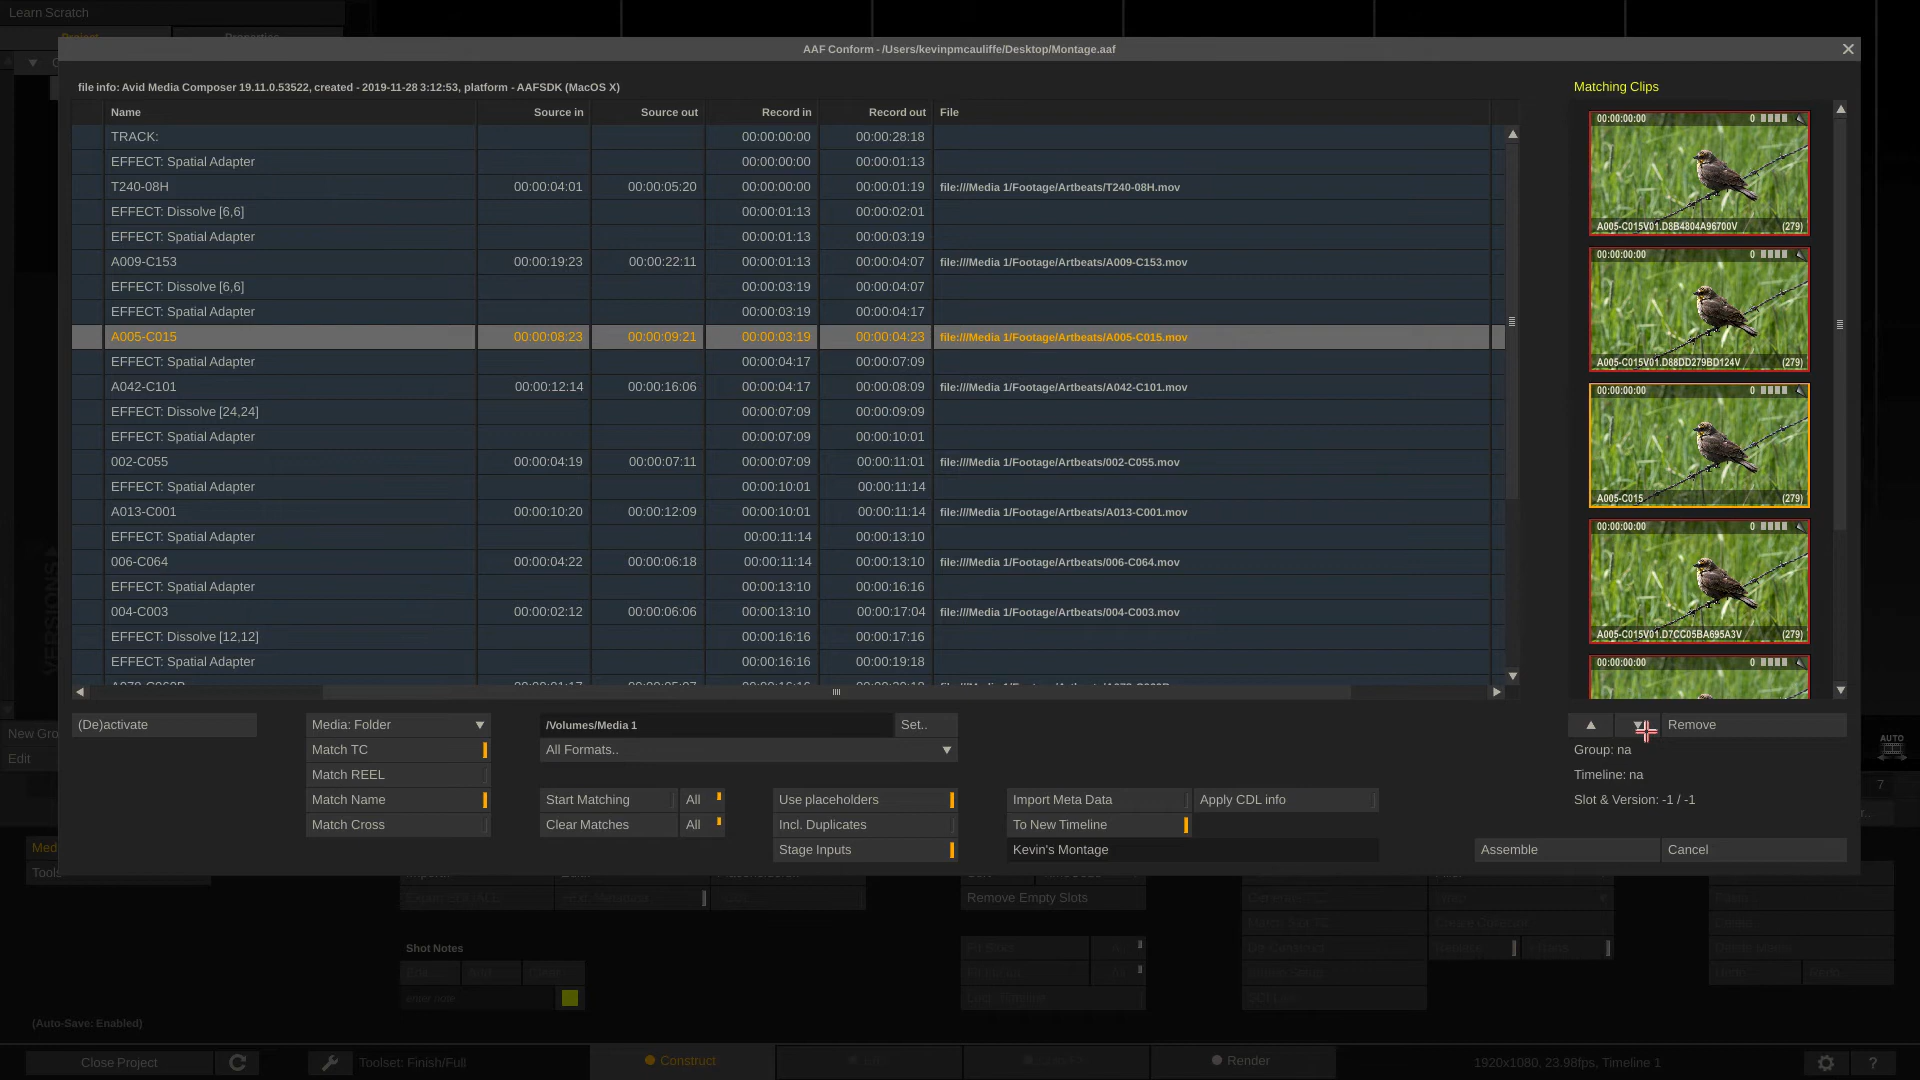 Learn Scratch
Project
Properties
AAF Conform - /Users/kevinpmcauliffe/Desktop/Montage.aaf
file info: Avid Media Composer 19.11.0.53522, created - 2019-11-28 3:12:53, platform - AAFSDK (MacOS X)
Matching Clips
Name Source in Source out Record in Record out File
TRACK: 00:00:00:00 00:00:28:18
EFFECT: Spatial Adapter 00:00:00:00 00:00:01:13
T240-08H 00:00:04:01 00:00:05:20 00:00:00:00 00:00:01:19 file:///Media 1/Footage/Artbeats/T240-08H.mov
EFFECT: Dissolve [6,6] 00:00:01:13 00:00:02:01
EFFECT: Spatial Adapter 00:00:01:13 00:00:03:19
A009-C153 00:00:19:23 00:00:22:11 00:00:01:13 00:00:04:07 file:///Media 1/Footage/Artbeats/A009-C153.mov
EFFECT: Dissolve [6,6] 00:00:03:19 00:00:04:07
EFFECT: Spatial Adapter 00:00:03:19 00:00:04:17
A005-C015 00:00:08:23 00:00:09:21 00:00:03:19 00:00:04:23 file:///Media 1/Footage/Artbeats/A005-C015.mov
EFFECT: Spatial Adapter 00:00:04:17 00:00:07:09
A042-C101 00:00:12:14 00:00:16:06 00:00:04:17 00:00:08:09 file:///Media 1/Footage/Artbeats/A042-C101.mov
EFFECT: Dissolve [24,24] 00:00:07:09 00:00:09:09
EFFECT: Spatial Adapter 00:00:07:09 00:00:10:01
002-C055 00:00:04:19 00:00:07:11 00:00:07:09 00:00:11:01 file:///Media 1/Footage/Artbeats/002-C055.mov
EFFECT: Spatial Adapter 00:00:10:01 00:00:11:14
A013-C001 00:00:10:20 00:00:12:09 00:00:10:01 00:00:11:14 file:///Media 1/Footage/Artbeats/A013-C001.mov
EFFECT: Spatial Adapter 00:00:11:14 00:00:13:10
006-C064 00:00:04:22 00:00:06:18 00:00:11:14 00:00:13:10 file:///Media 1/Footage/Artbeats/006-C064.mov
EFFECT: Spatial Adapter 00:00:13:10 00:00:16:16
004-C003 00:00:02:12 00:00:06:06 00:00:13:10 00:00:17:04 file:///Media 1/Footage/Artbeats/004-C003.mov
EFFECT: Dissolve [12,12] 00:00:16:16 00:00:17:16
EFFECT: Spatial Adapter 00:00:16:16 00:00:19:18
00:00:00:00 0
A005-C015V01.D8B4804A96700V (279)
00:00:00:00 0
A005-C015V01.D88DD279BD124V (279)
00:00:00:00 0
A005-C015 (279)
00:00:00:00 0
A005-C015V01.D7CC05BA695A3V (279)
00:00:00:00 0
VERSIONS
(De)activate
Media: Folder
Match TC
Match REEL
Match Name
Match Cross
/Volumes/Media 1 Set..
All Formats..
Start Matching All
Clear Matches All
Use placeholders
Incl. Duplicates
Stage Inputs
Import Meta Data Apply CDL info
To New Timeline
Kevin's Montage
Remove
Group: na
Timeline: na
Slot & Version: -1 / -1
Assemble Cancel
New Gro
Edit
AUTO
7
Med
Tools
Remove Empty Slots
Shot Notes
(Auto-Save: Enabled)
Close Project
Toolset: Finish/Full
Construct
Render
1920x1080, 23.98fps, Timeline 1
?